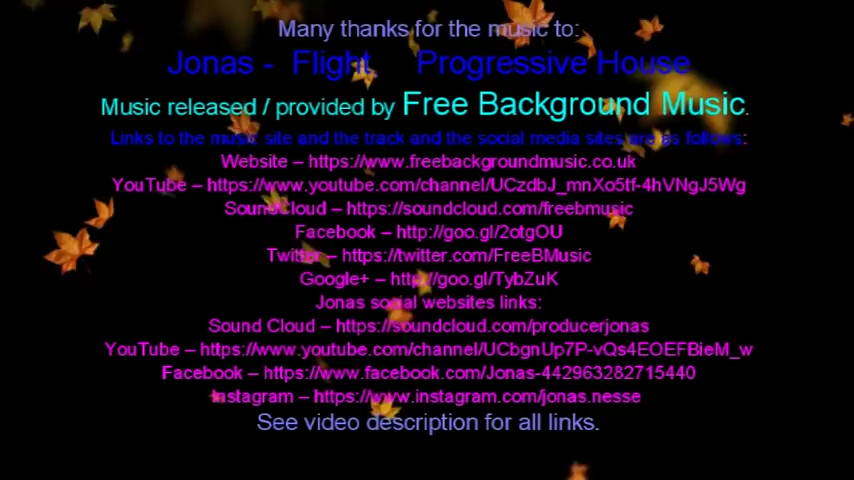 Many thanks for the music to:
Jonas - Flight Progressive House
Music released / provided by Free Background Music.
Links to the music site and the track and the social media sites are as follows:
Website – https://www.freebackgroundmusic.co.uk
YouTube – https://www.youtube.com/channel/UCzdbJ_mnXo5tf-4hVNgJ5Wg
SoundCloud – https://soundcloud.com/freebmusic
Facebook – http://goo.gl/2otgOU
Twitter – https://twitter.com/FreeBMusic
Google+ – http://goo.gl/TybZuK
Jonas social websites links:
Sound Cloud – https://soundcloud.com/producerjonas
YouTube – https://www.youtube.com/channel/UCbgnUp7P-vQs4EOEFBieM_w
Facebook – https://www.facebook.com/Jonas-442963282715440
Instagram – https://www.instagram.com/jonas.nesse
See video description for all links.